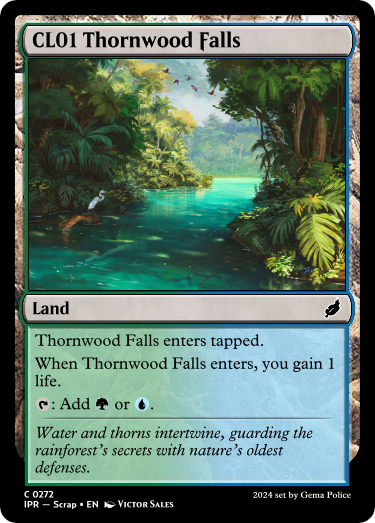 CL01 Thornwood Falls
Land
Thornwood Falls enters tapped.
When Thornwood Falls enters, you gain 1
life.
: Add or .
Water and thorns intertwine, guarding the
rainforest's secrets with nature's oldest
defenses.
C 0272
IPR — Scrap • EN Victor Sales
2024 set by Gema Police